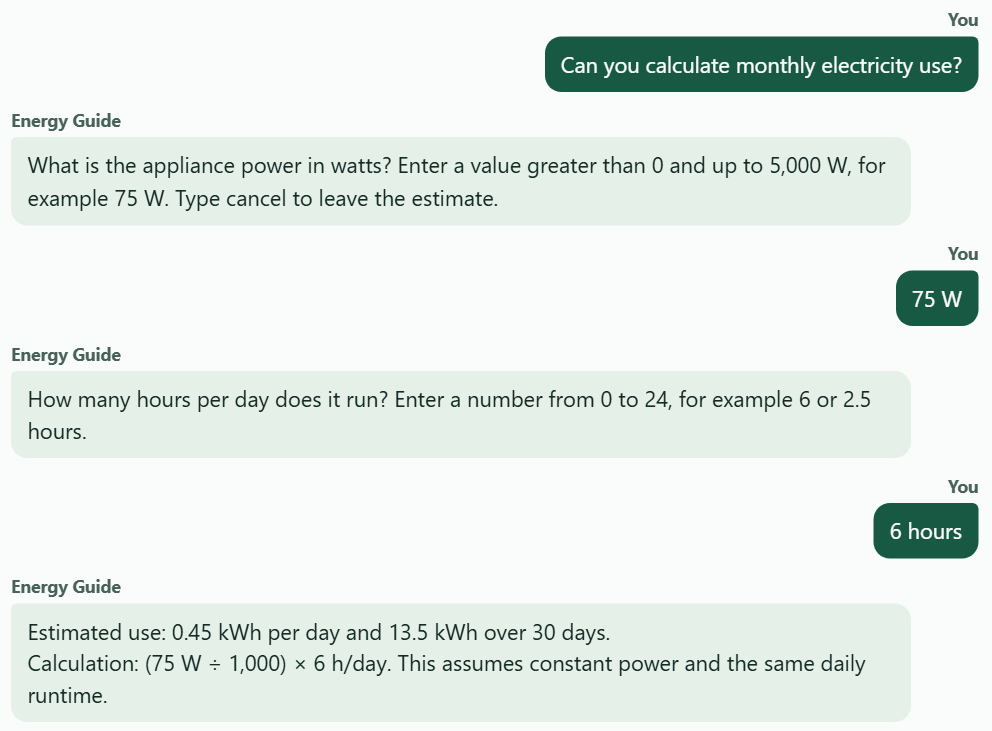 You
Can you calculate monthly electricity use?
Energy Guide
What is the appliance power in watts? Enter a value greater than 0 and up to 5,000 W, for
example 75 W. Type cancel to leave the estimate.
You
75 W
Energy Guide
How many hours per day does it run? Enter a number from 0 to 24, for example 6 or 2.5
hours.
You
6 hours
Energy Guide
Estimated use: 0.45 kWh per day and 13.5 kWh over 30 days.
Calculation: (75 W ÷ 1,000) × 6 h/day. This assumes constant power and the same daily
runtime.